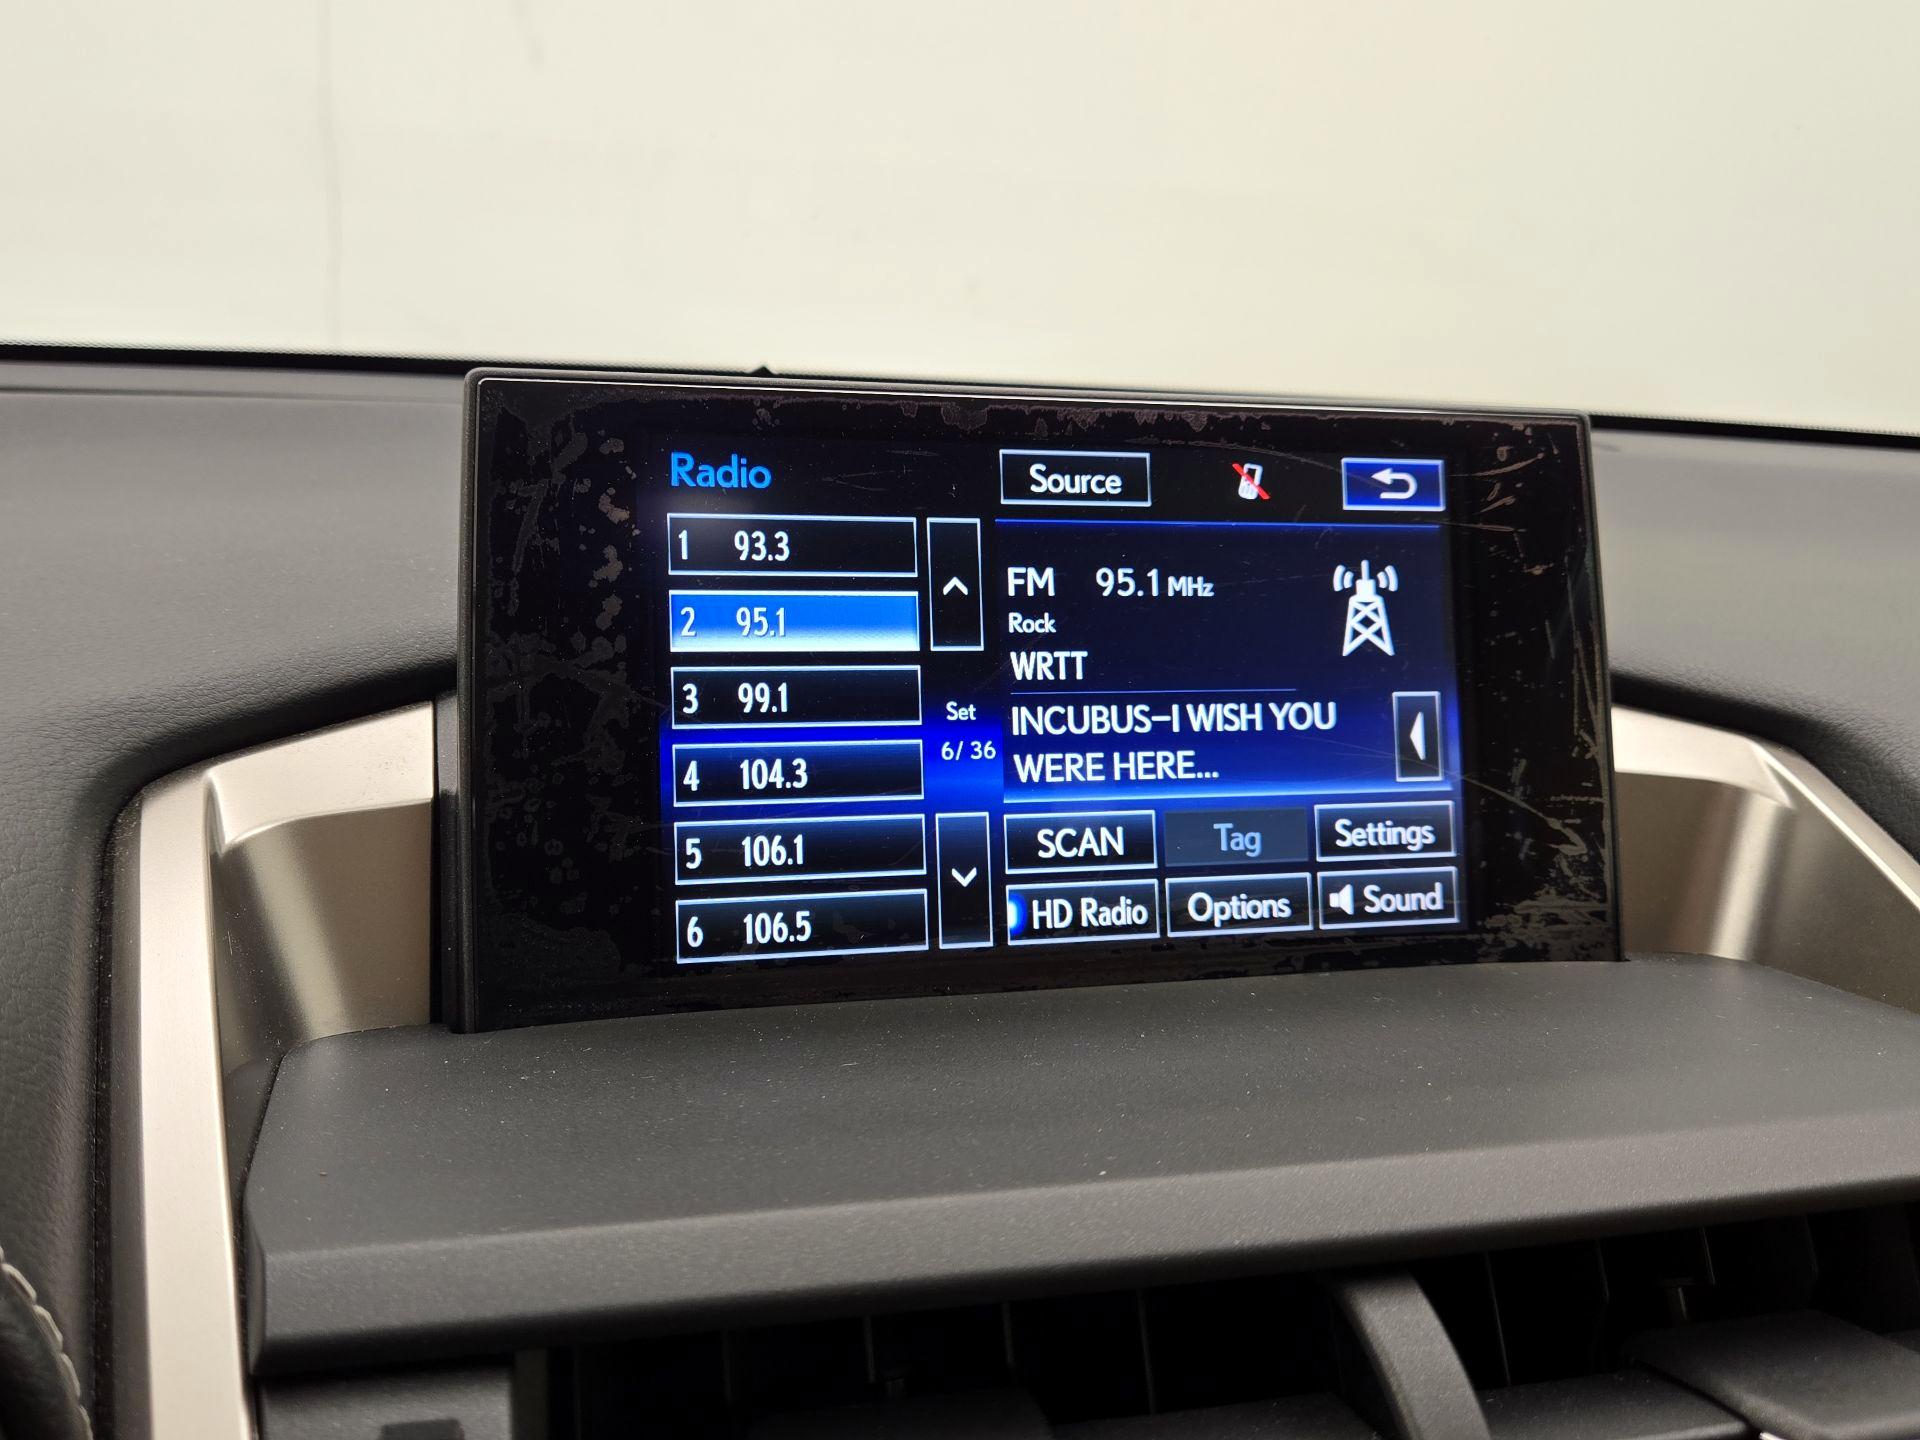 Radio
Source
1 93.3
2 95.1
3 99.1
4 104.3
5 106.1
6 106.5
Set
6/ 36
FM 95.1 MHz
Rock
WRTT
INCUBUS–I WISH YOU
WERE HERE...
SCAN Tag Settings
HD Radio Options Sound